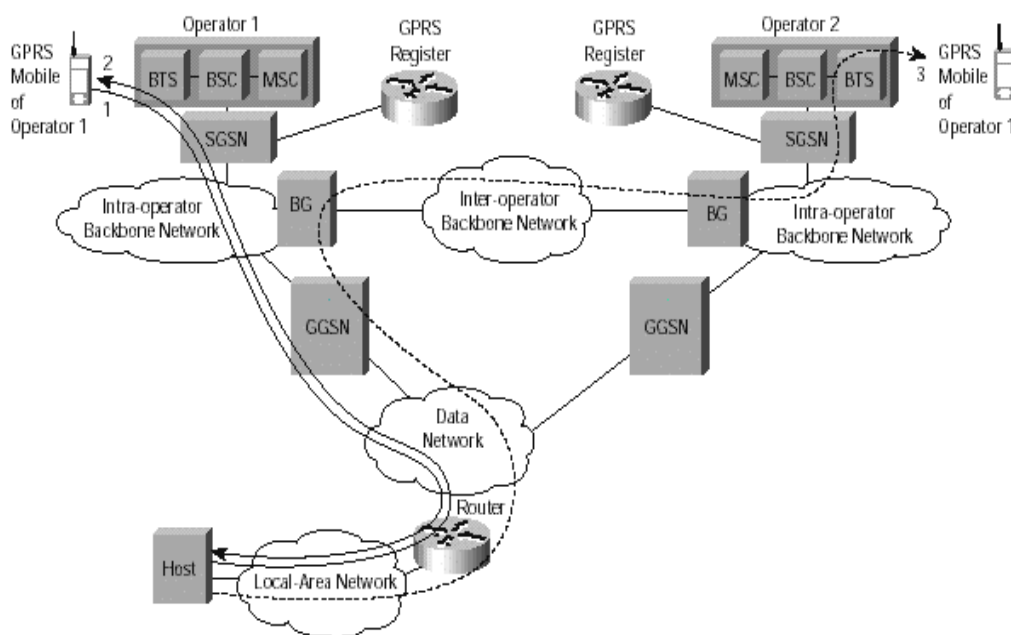 Operator 1
GPRS
Register
GPRS
Register
Operator 2
GPRS
Mobile
of
Operator 1
2
1
BTS
BSC
MSC
MSC
BSC
BTS
3
GPRS
Mobile
of
Operator 1
SGSN
SGSN
Intra-operator
Backbone Network
BG
Inter-operator
Backbone Network
BG
Intra-operator
Backbone Network
GGSN
GGSN
Data
Network
Router
Host
Local-Area Network